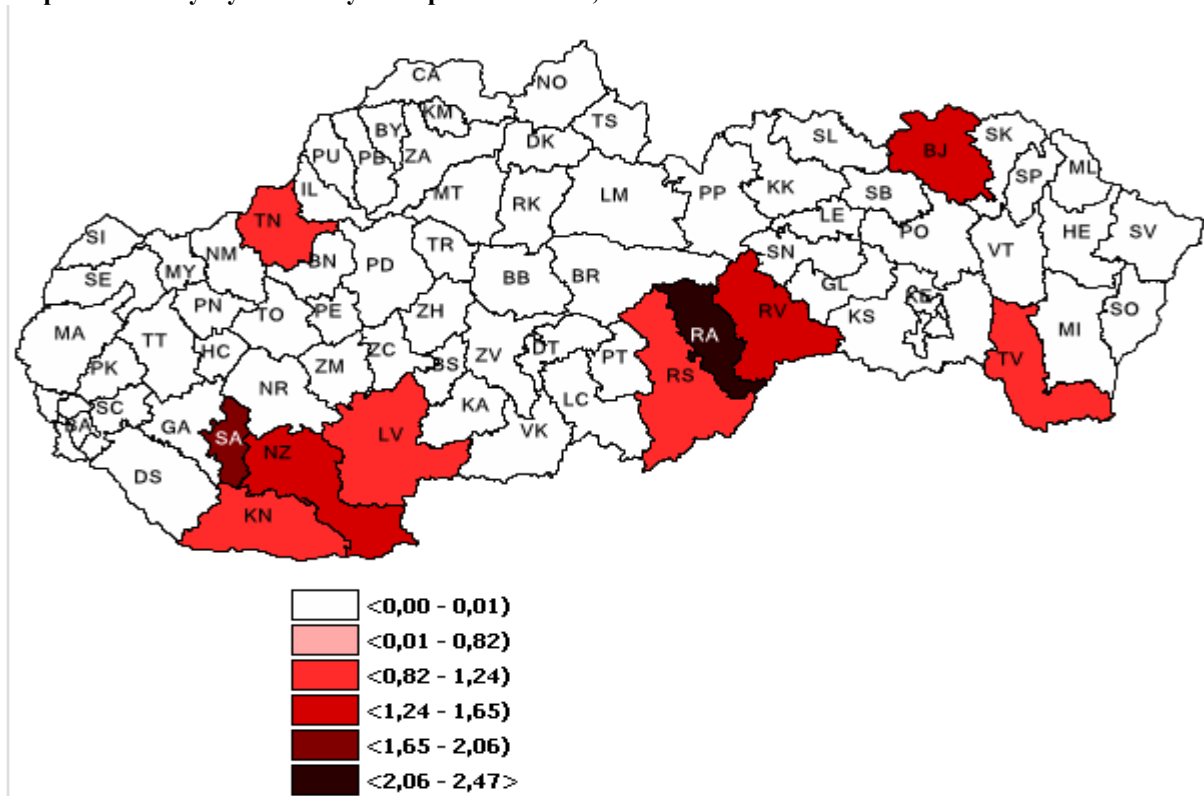 CA
NO
KM
TS
BY
DK
SL
SK
BJ
PU
PB
ZA
ML
SP
IL
MT
RK
LM
PP
KK
SB
TN
LE
PO
SI
TR
HE
SV
NM
BN
PD
SN
VT
SE
MY
BB
BR
GL
PN
PE
ZH
KE
SO
TO
RV
KS
MA
TT
RA
MI
HC
ZM
ZC
ZV
DT
PT
PK
BS
TV
NR
RS
SC
KA
LC
GA
SA
LV
VK
BA
NZ
DS
KN
<0,00 - 0,01)
<0,01 - 0,82)
<0,82 - 1,24)
<1,24 - 1,65)
<1,65 - 2,06)
<2,06 - 2,47>